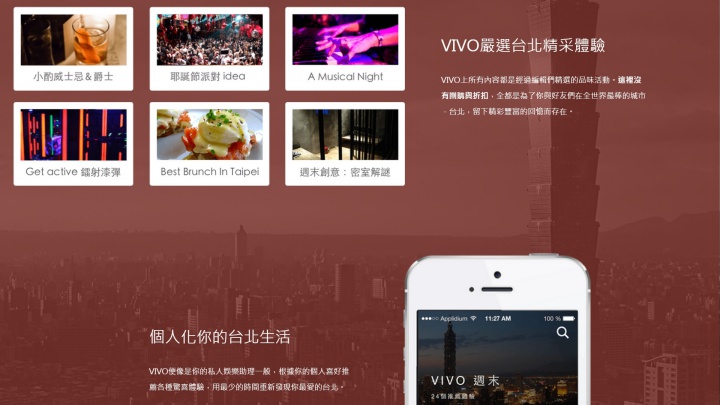 小酌威士忌＆爵士
耶誕節派對 idea
A Musical Night
Get active 鐳射漆彈
Best Brunch In Taipei
週末創意：密室解謎
VIVO嚴選台北精采體驗
VIVO上所有內容都是經過編輯們精選的品味活動。這裡沒
有團購與折扣，全都是為了你與好友們在全世界最棒的城市
- 台北，留下精彩豐富的回憶而存在。
個人化你的台北生活
VIVO便像是你的私人娛樂助理一般，根據你的個人喜好推
薦各種驚喜體驗，用最少的時間重新發現你最愛的台北。
Applidium 11:27 AM 100 %
VIVO 週末
24個推薦體驗